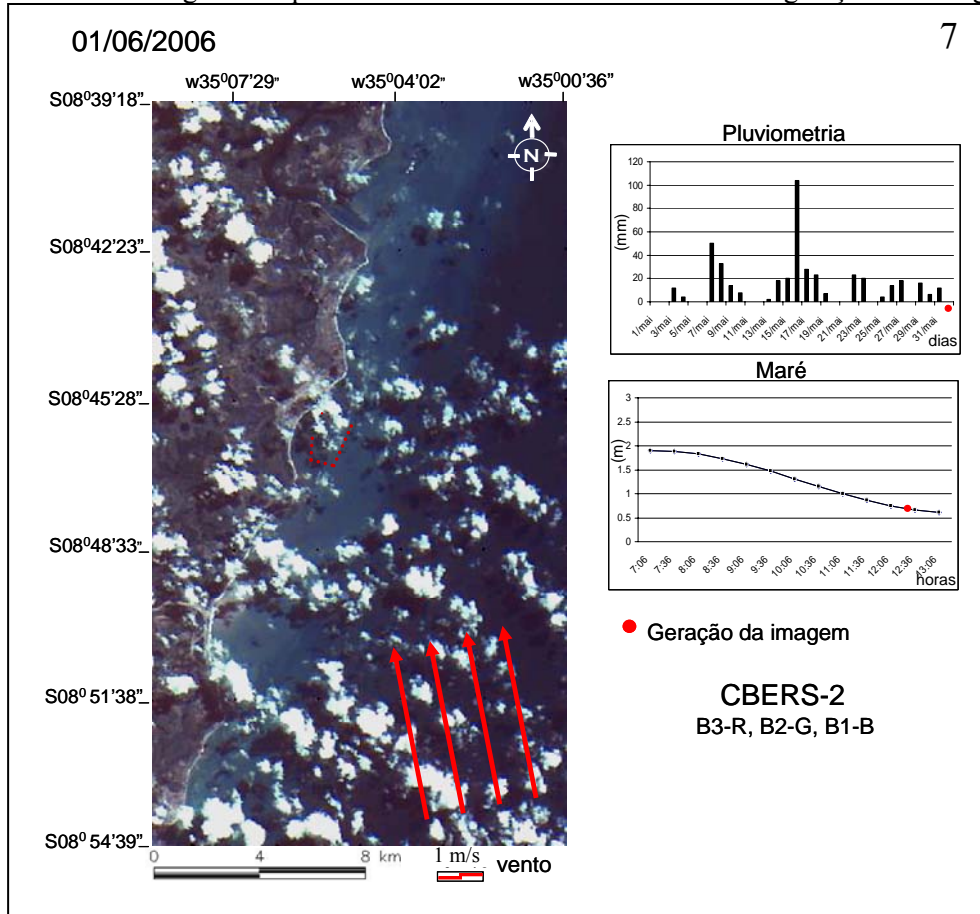 01/06/2006
7
w35⁰07'29" w35⁰04'02" w35⁰00'36"
S08⁰39'18"
S08⁰42'23"
S08⁰45'28"
S08⁰48'33"
S08⁰51'38"
S08⁰54'39"
N
0 4 8 km
1 m/s vento
Pluviometria
(mm)
120
100
80
60
40
20
0
1/mai 3/mai 5/mai 7/mai 9/mai 11/mai 13/mai 15/mai 17/mai 19/mai 21/mai 23/mai 25/mai 27/mai 29/mai 31/mai
dias
Maré
(m)
3
2.5
2
1.5
1
0.5
0
7:06 7:36 8:06 8:36 9:06 9:36 10:06 10:36 11:06 11:36 12:06 12:36 13:06
horas
Geração da imagem
CBERS-2
B3-R, B2-G, B1-B